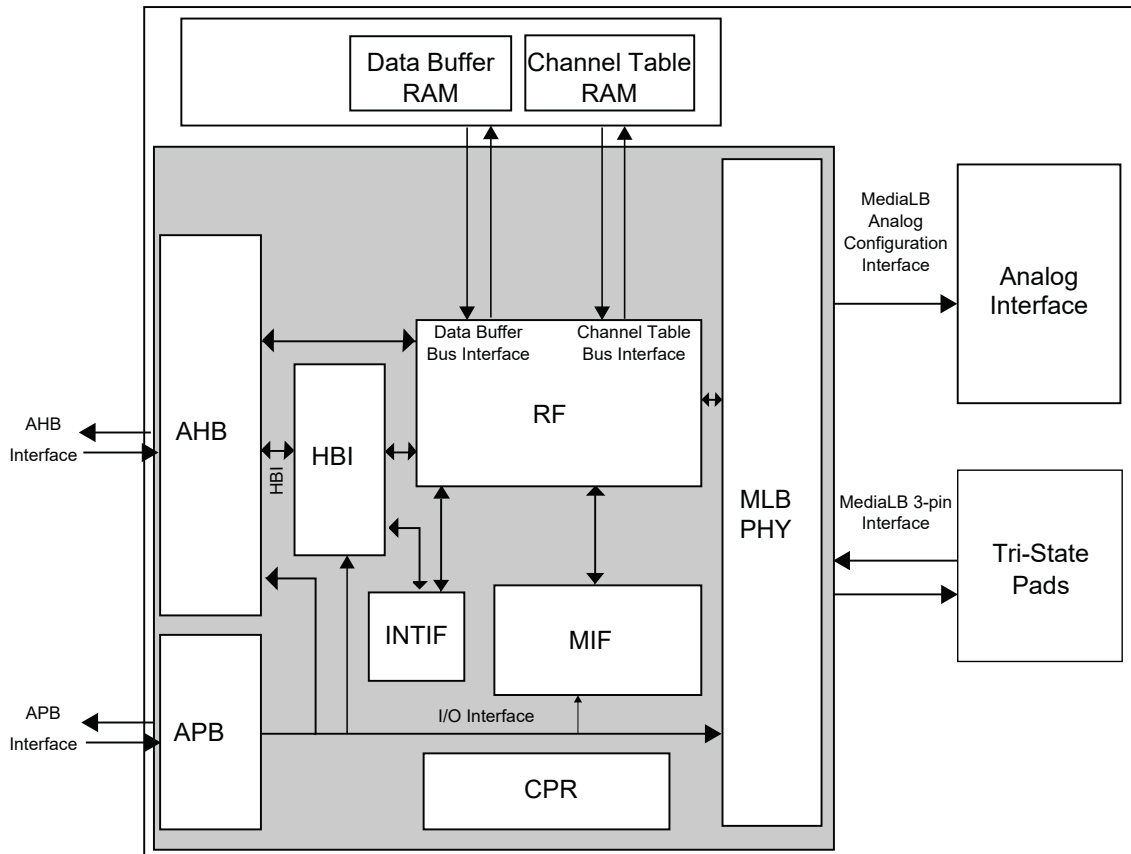 Data Buffer
RAM
Channel Table
RAM
MediaLB
Analog
Configuration
Interface
Analog
Interface
Data Buffer
Bus Interface
Channel Table
Bus Interface
RF
AHB
Interface
AHB
HBI
HBI
MLB
PHY
MediaLB 3-pin
Interface
Tri-State
Pads
INTIF
MIF
APB
Interface
APB
I/O Interface
CPR